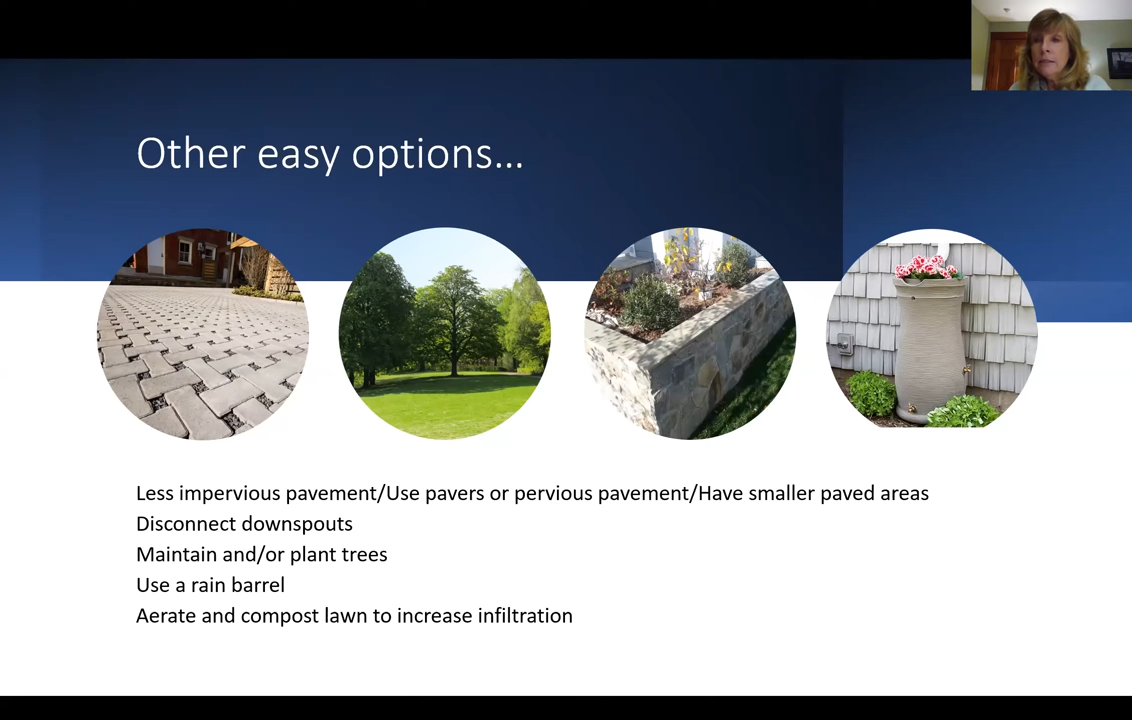 Other easy options...
Less impervious pavement/Use pavers or pervious pavement/Have smaller paved areas
Disconnect downspouts
Maintain and/or plant trees
Use a rain barrel
Aerate and compost lawn to increase infiltration